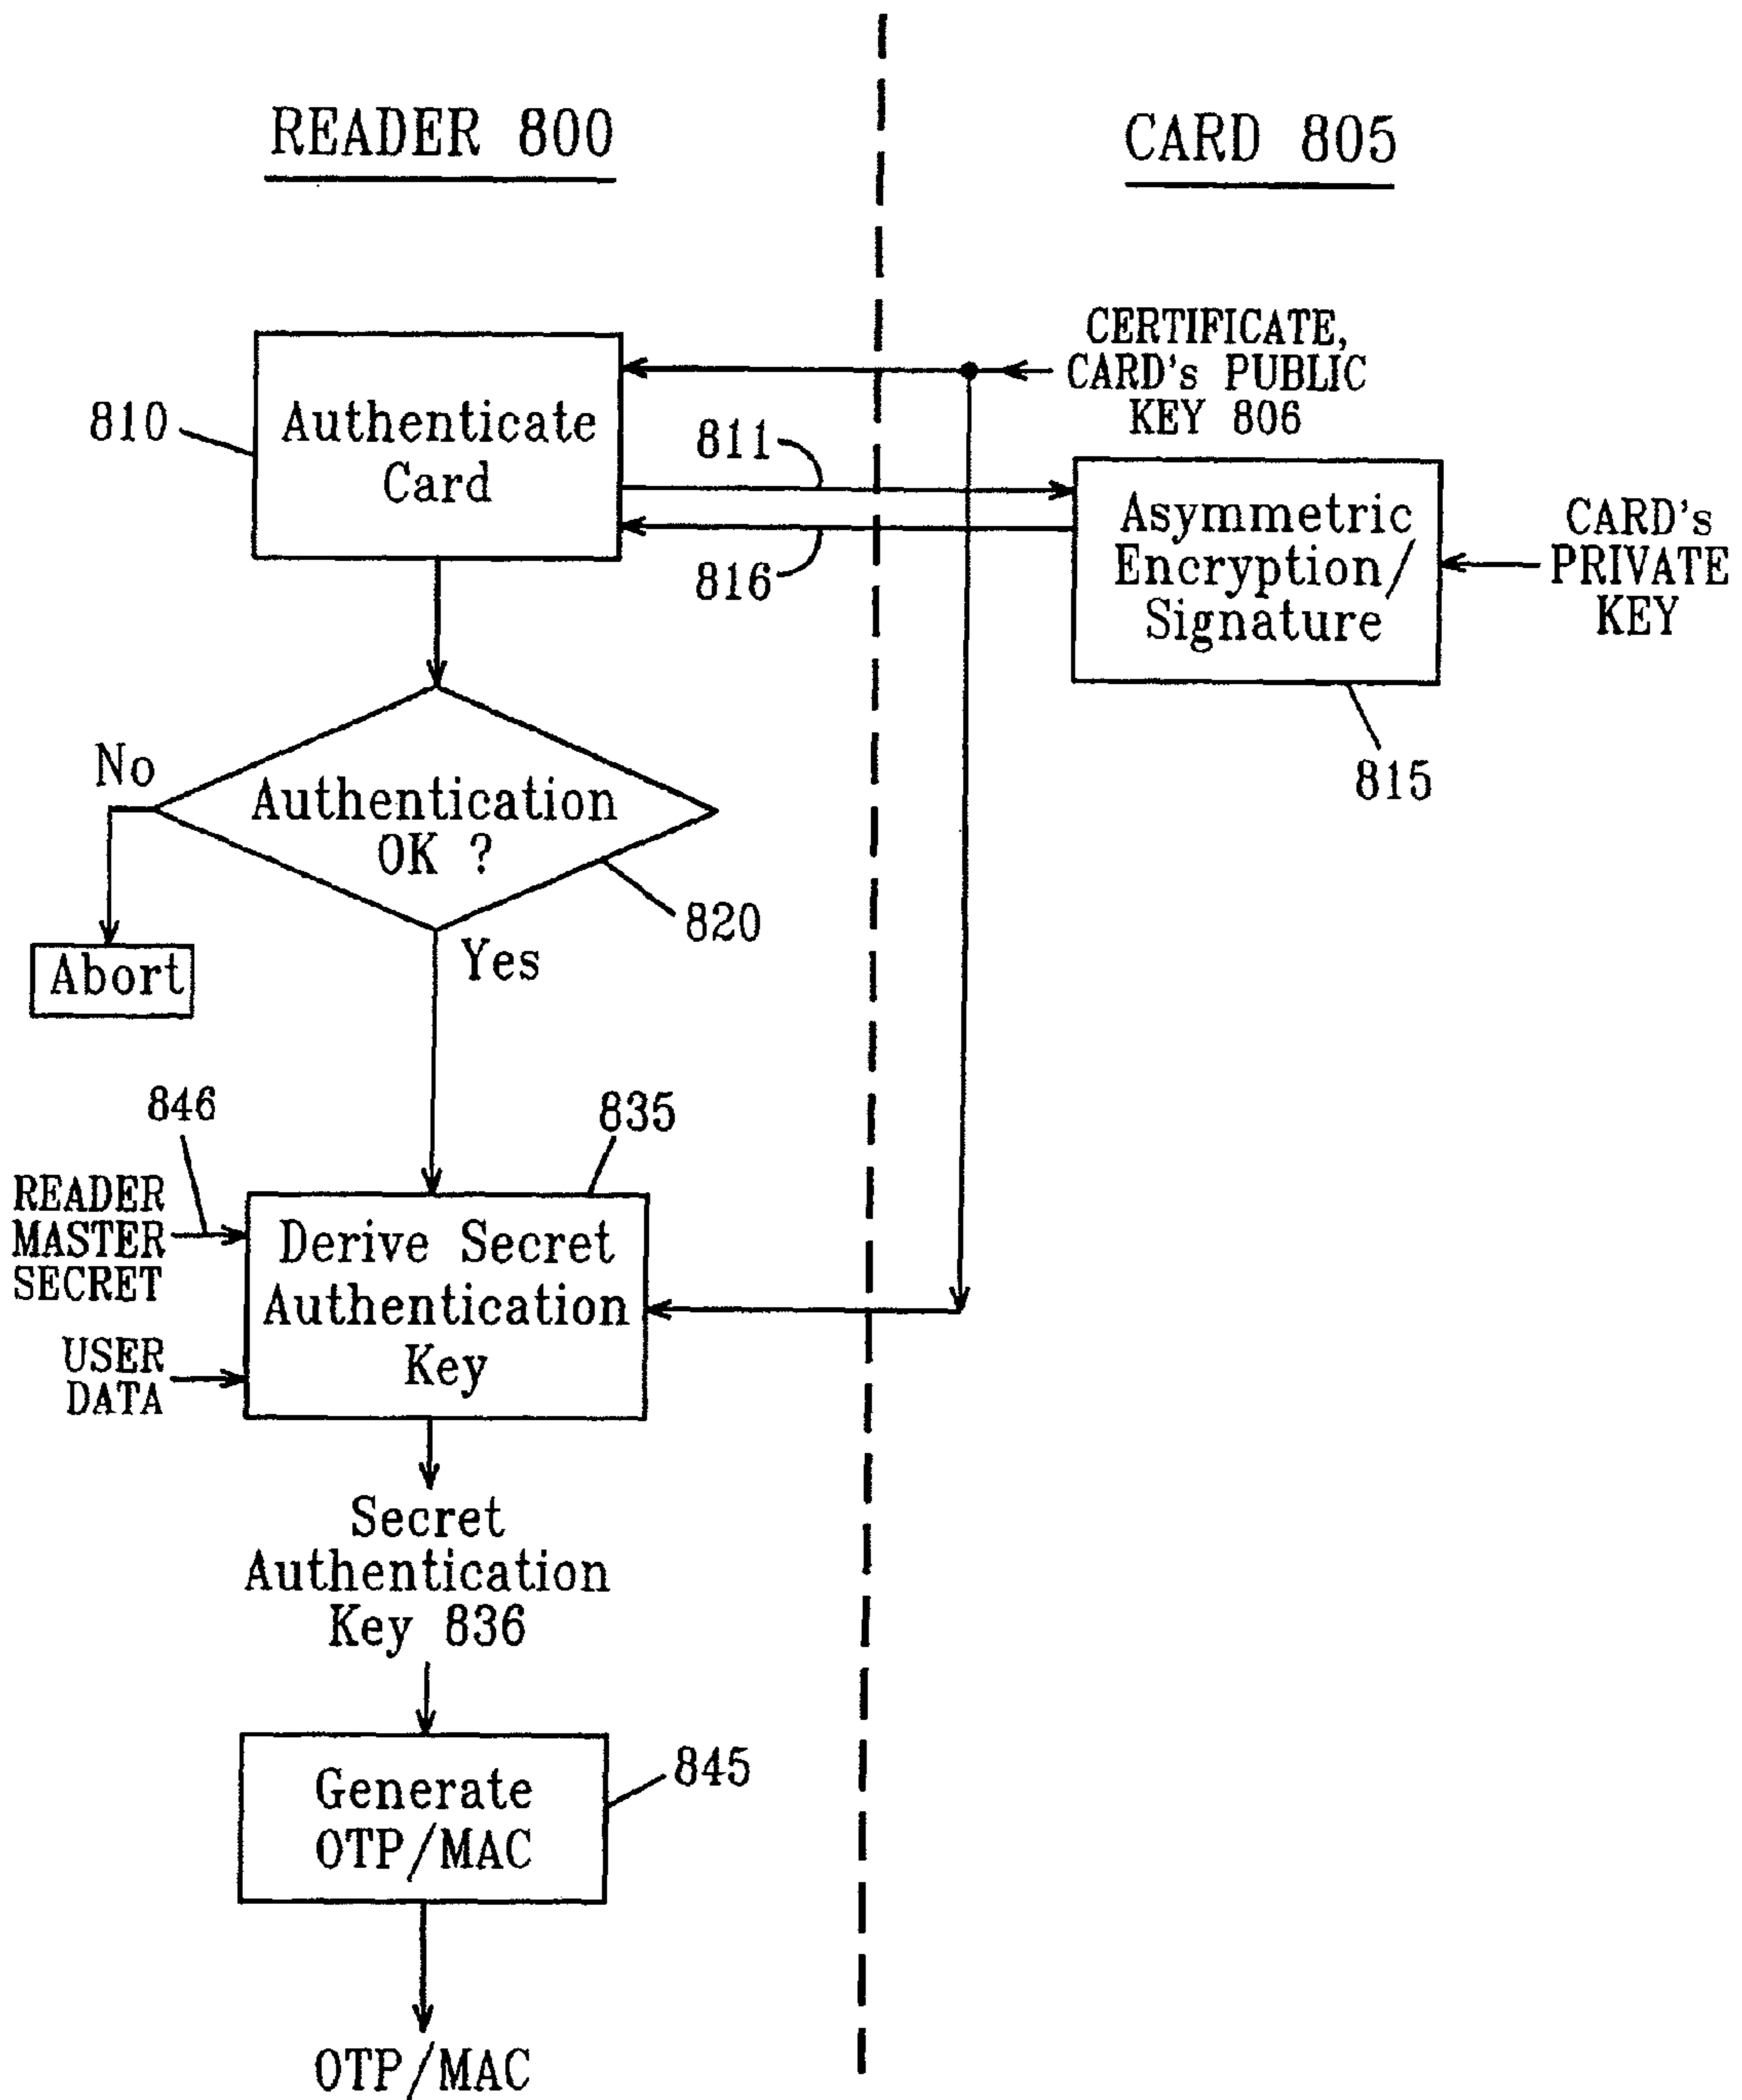 READER 800
CARD 805
CERTIFICATE,
CARD's PUBLIC
KEY 806
810
Authenticate
Card
811
816
Asymmetric
Encryption/
Signature
CARD's
PRIVATE
KEY
815
No
Authentication
OK ?
820
Abort
Yes
846
835
READER
MASTER
SECRET
Derive Secret
Authentication
Key
USER
DATA
Secret
Authentication
Key 836
Generate
OTP/MAC
845
OTP/MAC